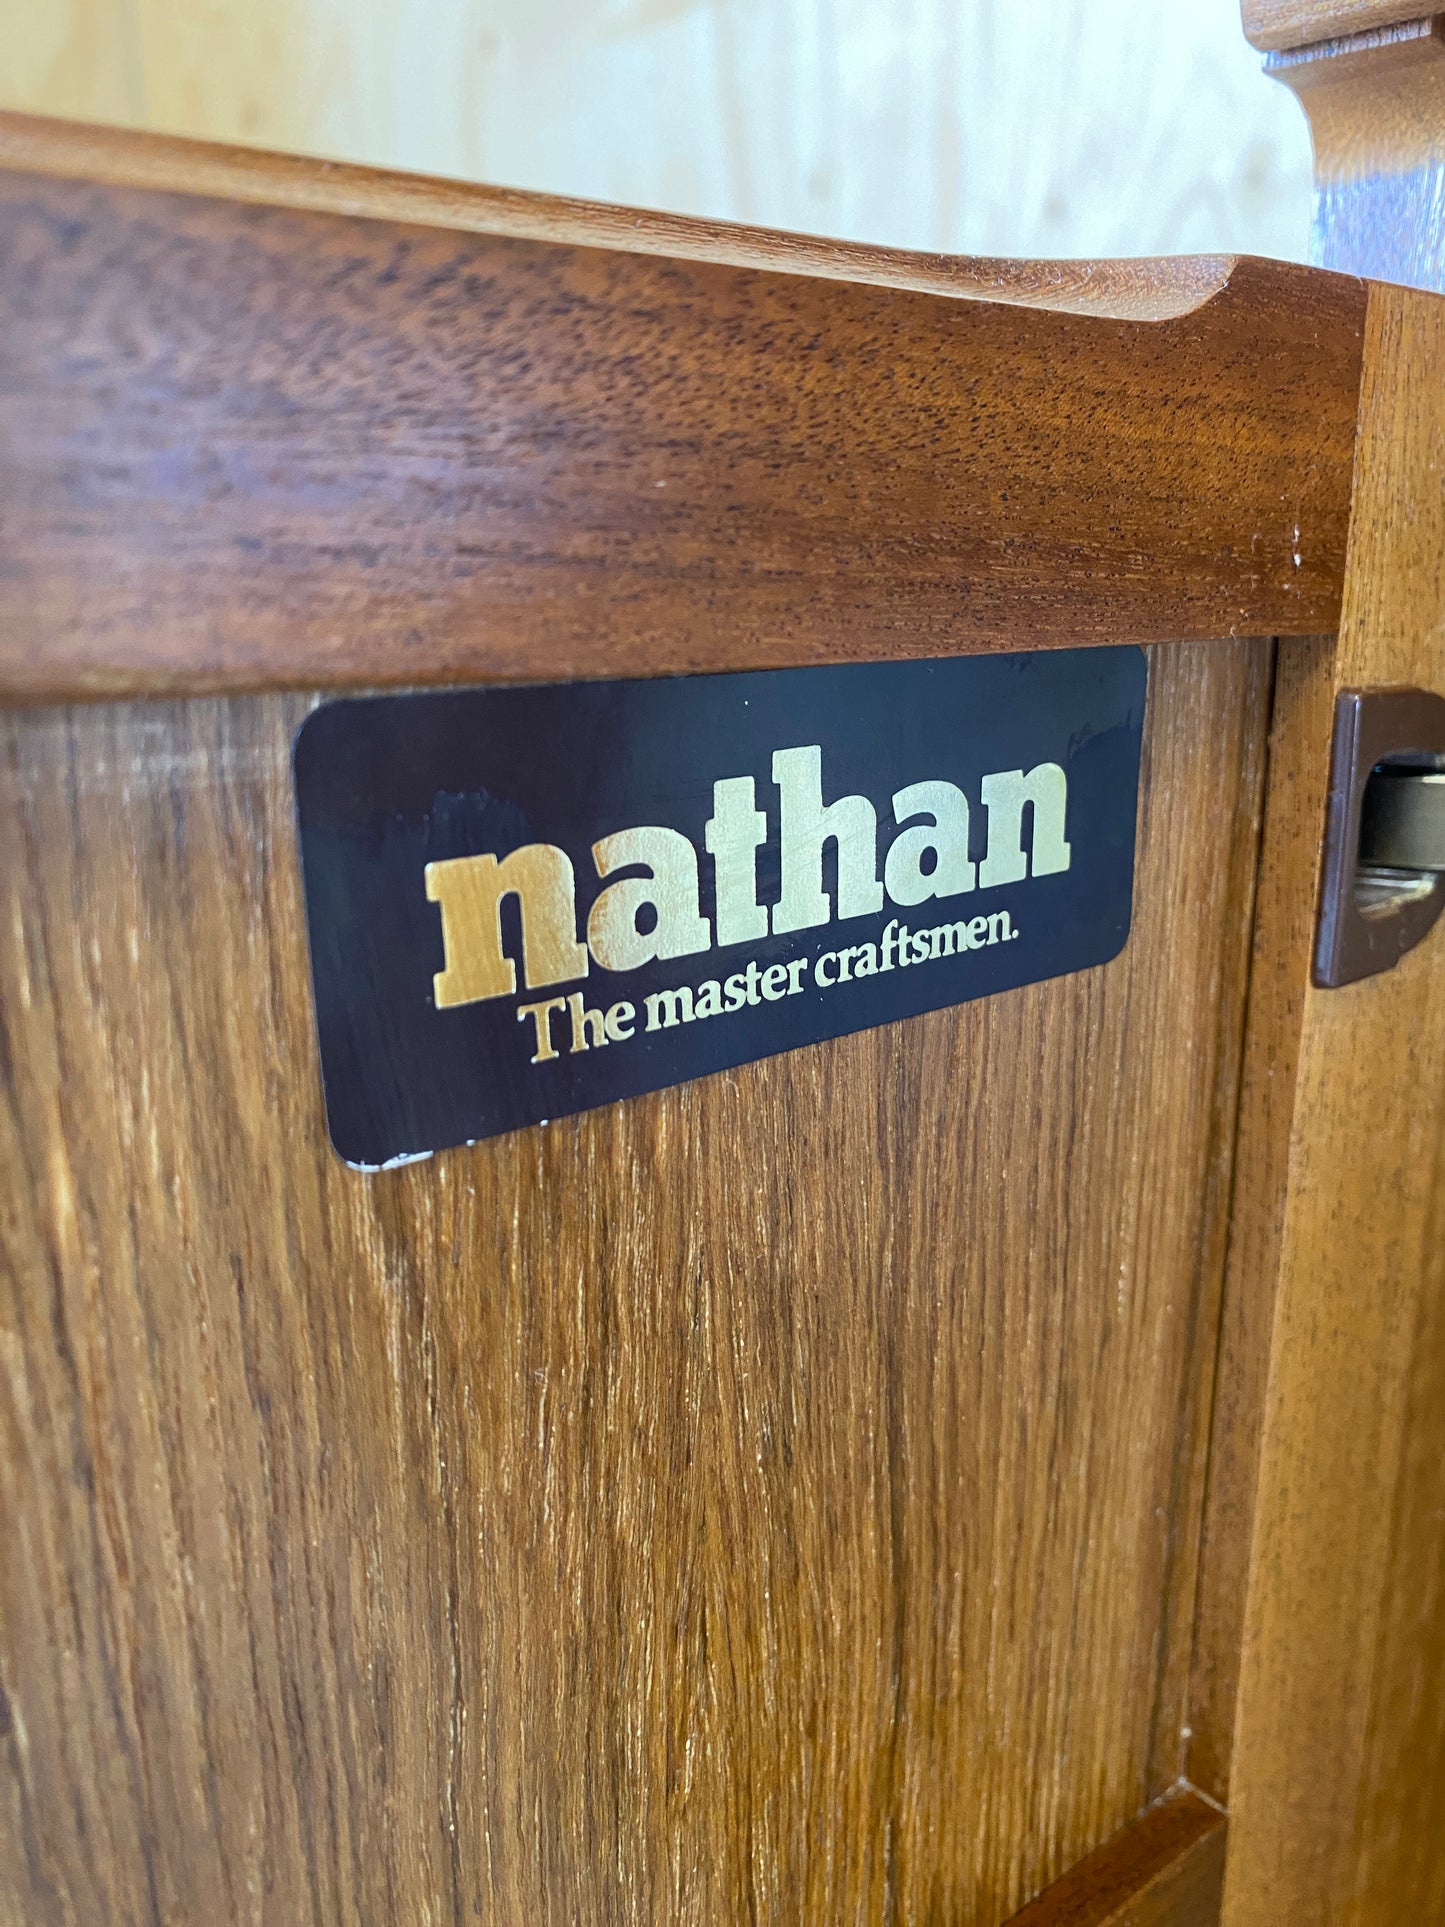 nathan
The master craftsmen.